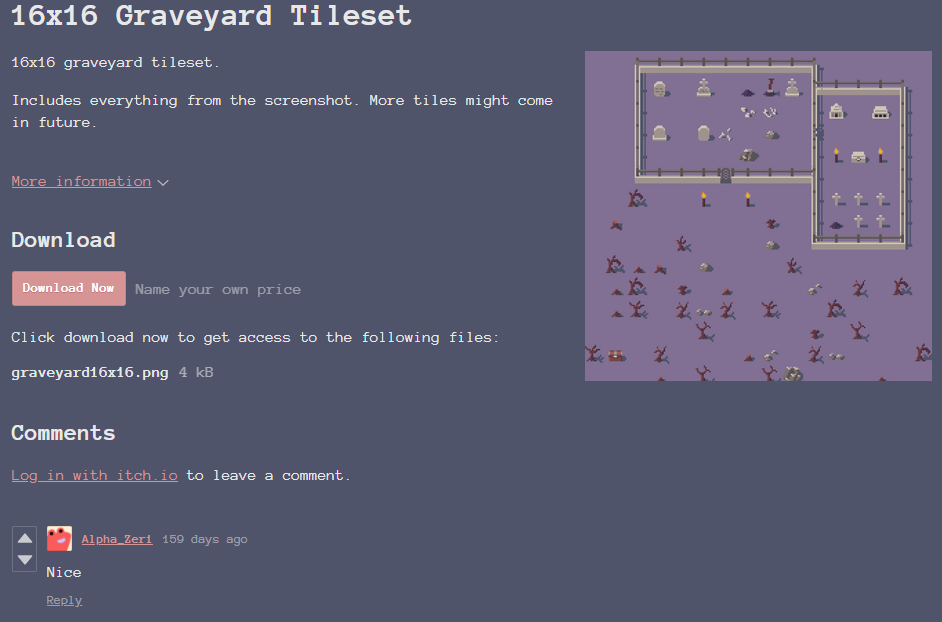 16x16 Graveyard Tileset
16x16 graveyard tileset.
Includes everything from the screenshot. More tiles might come
in future.
More information
Download
Download Now Name your own price
Click download now to get access to the following files:
graveyard16x16.png 4 kB
Comments
Log in with itch.io to leave a comment.
Alpha_Zeri 159 days ago
Nice
Reply